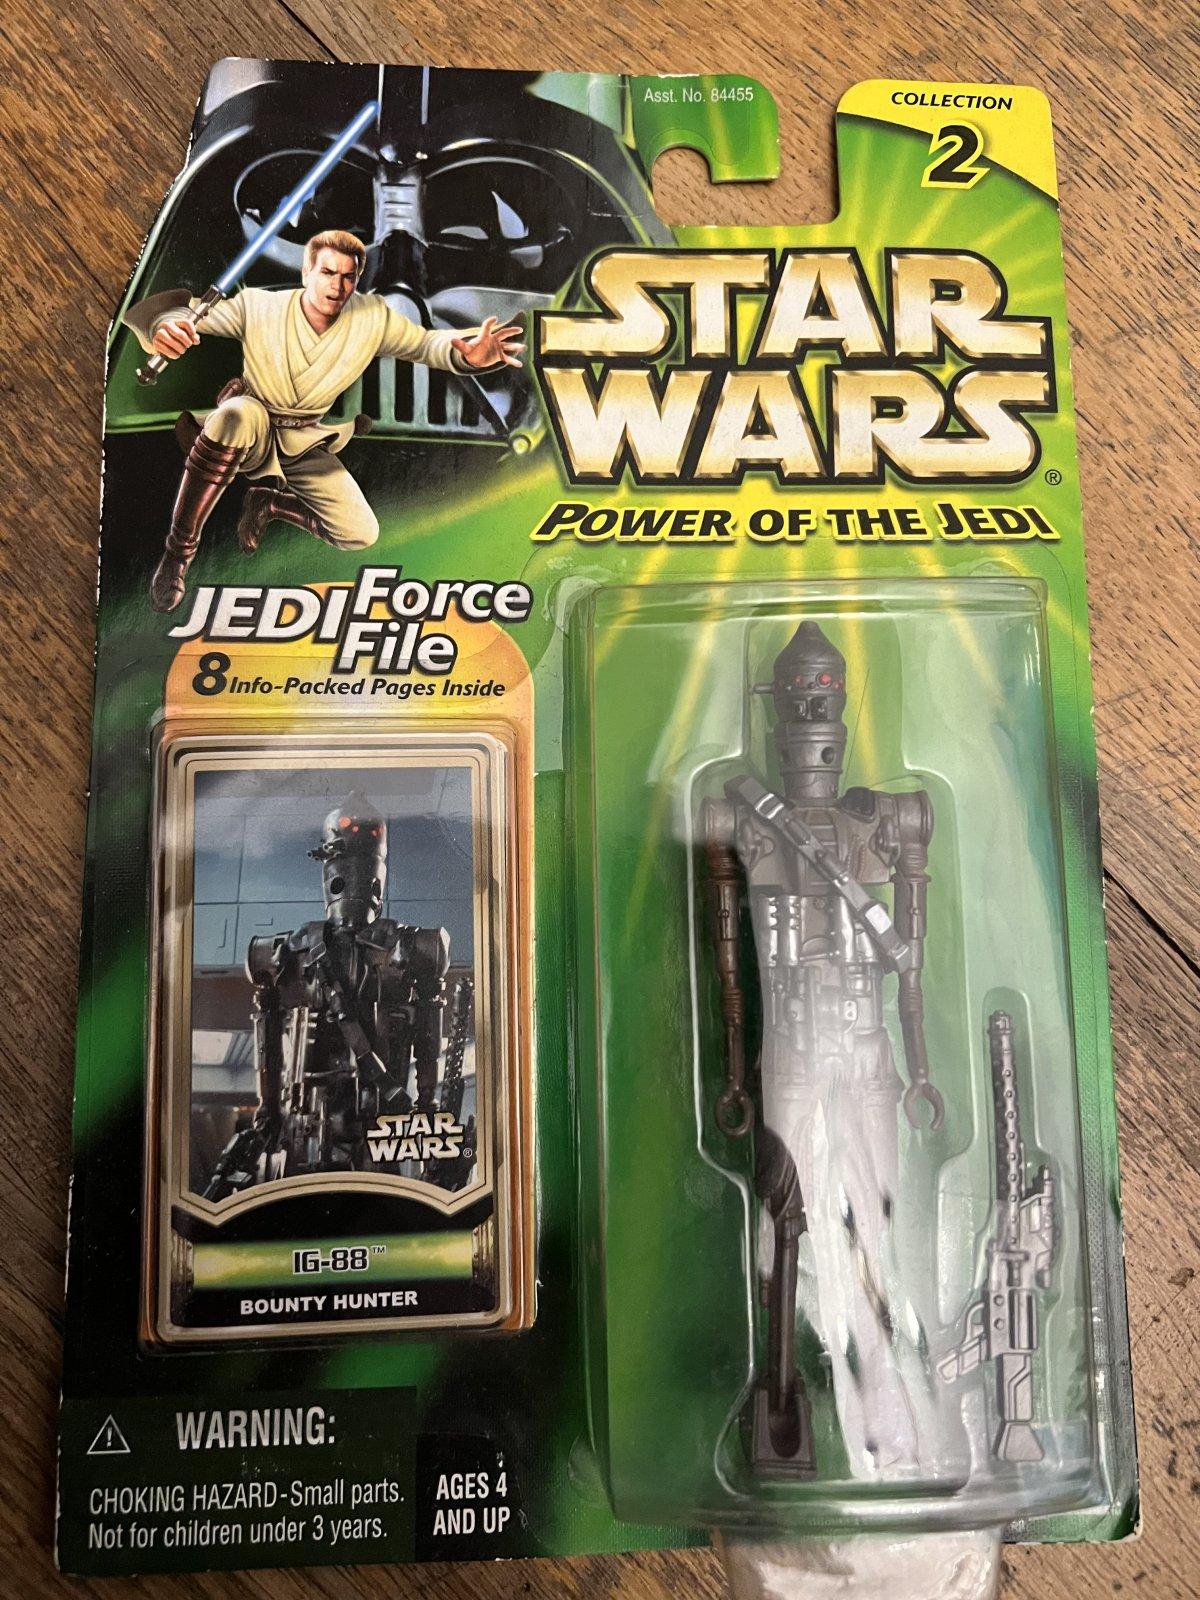 Asst. No. 84455
COLLECTION
2
STAR
WARS®
POWER OF THE JEDI
JEDI Force
File
8 Info-Packed Pages Inside
STAR
WARS®
IG-88™
BOUNTY HUNTER
WARNING:
CHOKING HAZARD-Small parts.
Not for children under 3 years.
AGES 4
AND UP